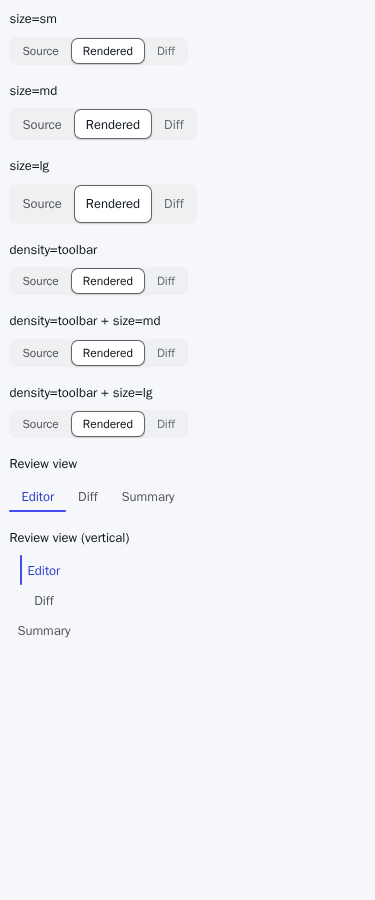 size=sm
Source Rendered Diff
size=md
Source Rendered Diff
size=lg
Source Rendered Diff
density=toolbar
Source Rendered Diff
density=toolbar + size=md
Source Rendered Diff
density=toolbar + size=lg
Source Rendered Diff
Review view
Editor Diff Summary
Review view (vertical)
Editor
Diff
Summary